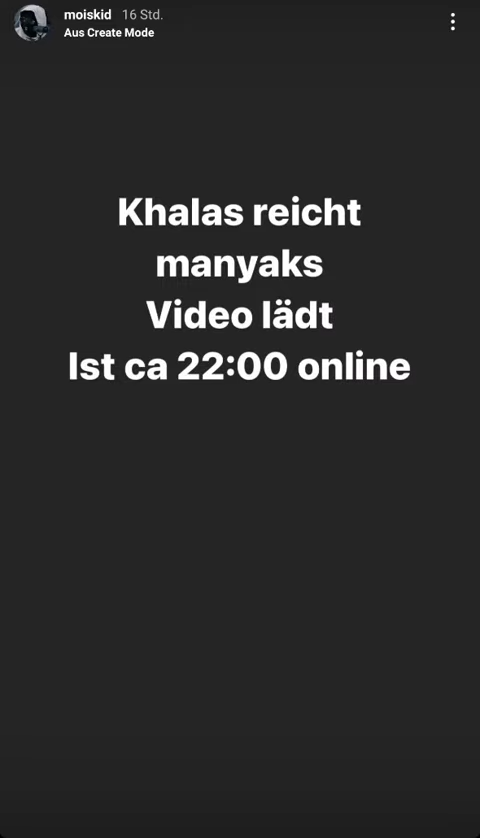 moiskid 16 Std.
Aus Create Mode
Khalas reicht
manyaks
Video lädt
Ist ca 22:00 online